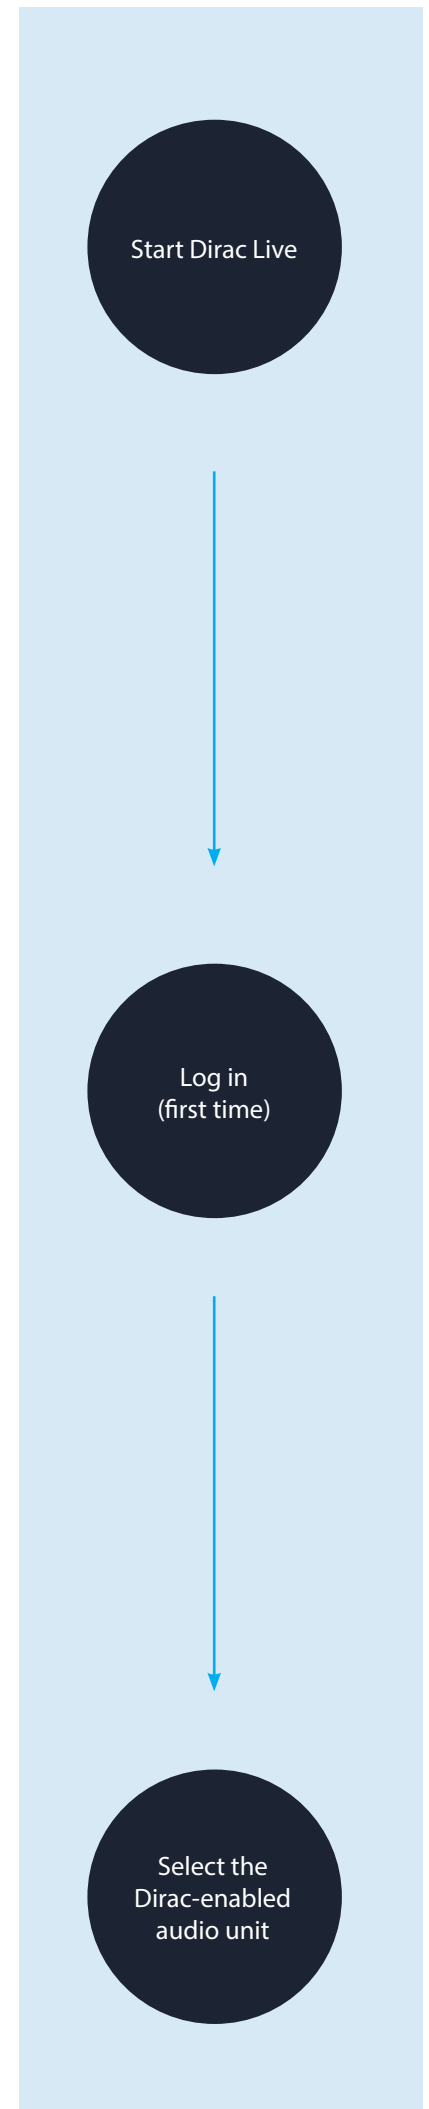 Start Dirac Live
Log in
(first time)
Select the
Dirac-enabled
audio unit